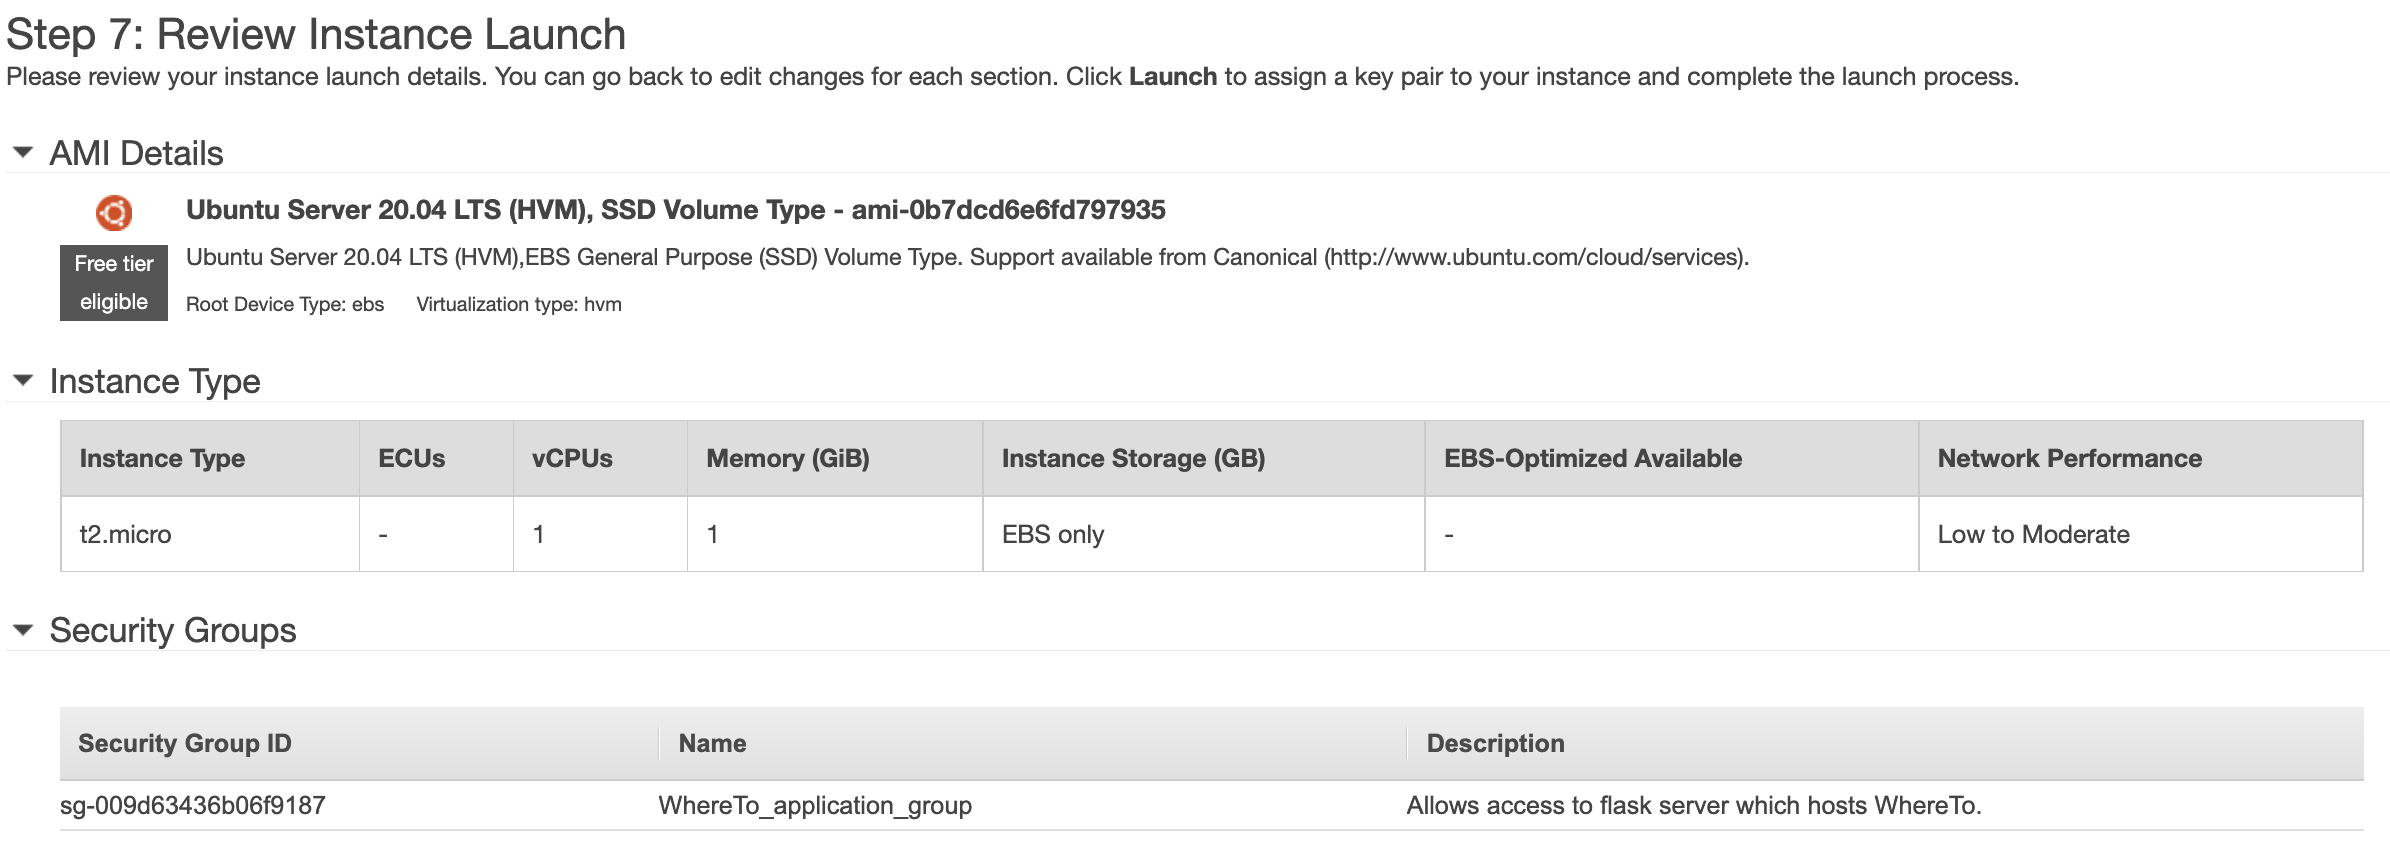 Step 7: Review Instance Launch
Please review your instance launch details. You can go back to edit changes for each section. Click Launch to assign a key pair to your instance and complete the launch process.
AMI Details
Ubuntu Server 20.04 LTS (HVM), SSD Volume Type - ami-0b7dcd6e6fd797935
Free tier
eligible
Ubuntu Server 20.04 LTS (HVM),EBS General Purpose (SSD) Volume Type. Support available from Canonical (http://www.ubuntu.com/cloud/services).
Root Device Type: ebs Virtualization type: hvm
Instance Type
Instance Type ECUs vCPUs Memory (GiB) Instance Storage (GB) EBS-Optimized Available Network Performance
t2.micro - 1 1 EBS only - Low to Moderate
Security Groups
Security Group ID Name Description
sg-009d63436b06f9187 WhereTo_application_group Allows access to flask server which hosts WhereTo.